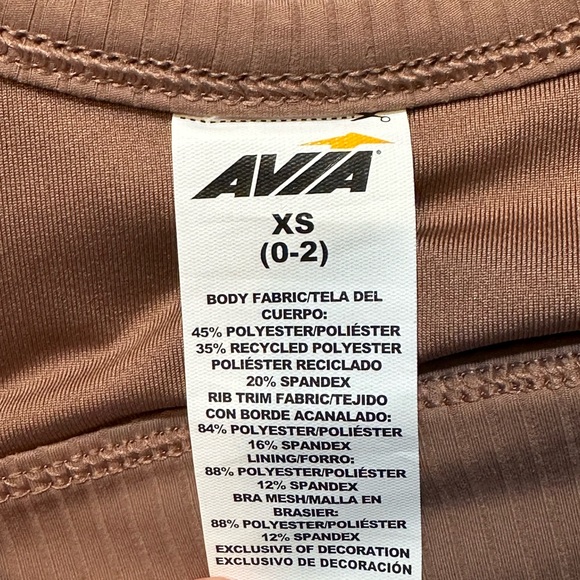 AVIA®
XS
(0-2)
BODY FABRIC/TELA DEL
CUERPO:
45% POLYESTER/POLIÉSTER
35% RECYCLED POLYESTER
POLIÉSTER RECICLADO
20% SPANDEX
RIB TRIM FABRIC/TEJIDO
CON BORDE ACANALADO:
84% POLYESTER/POLIÉSTER
16% SPANDEX
LINING/FORRO:
88% POLYESTER/POLIÉSTER
12% SPANDEX
BRA MESH/MALLA EN
BRASIER:
88% POLYESTER/POLIÉSTER
12% SPANDEX
EXCLUSIVE OF DECORATION
EXCLUSIVO DE DECORACIÓN